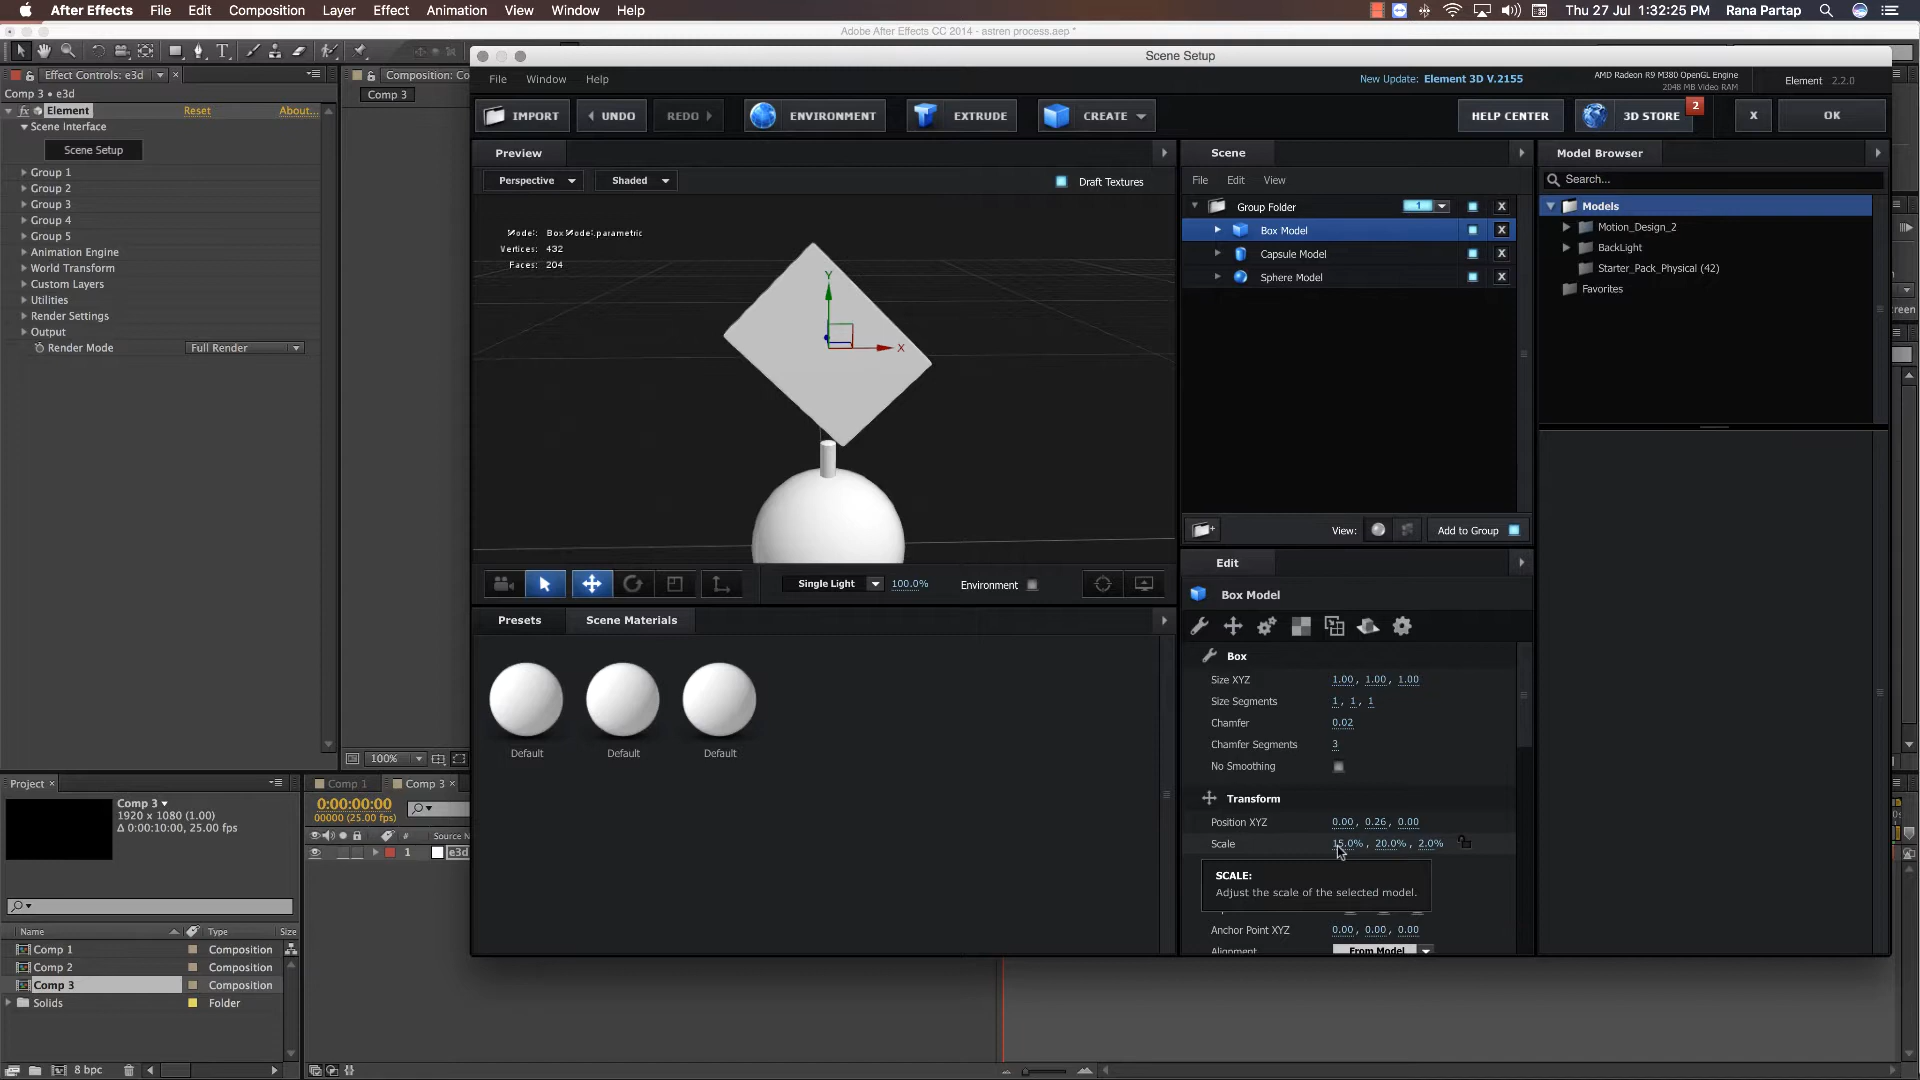 After Effects File Edit Composition Layer Effect Animation View Window Help Thu 27 Jul 1:32:25 PM Rana Partap
Adobe After Effects CC 2014 - astren process.aep *
Effect Controls: e3d
Comp 3 • e3d
fx Element Reset About...
Scene Interface
Scene Setup
Group 1
Group 2
Group 3
Group 4
Group 5
Animation Engine
World Transform
Custom Layers
Utilities
Render Settings
Output
Render Mode Full Render
Composition: Co
Comp 3
100%
Scene Setup
File Window Help
New Update: Element 3D V.2155
AMD Radeon R9 M380 OpenGL Engine
2048 MB Video RAM
Element 2.2.0
IMPORT UNDO REDO ENVIRONMENT EXTRUDE CREATE HELP CENTER 3D STORE 2 X OK
Preview
Perspective Shaded Draft Textures
Model: Box Model.parametric
Vertices: 432
Faces: 204
Y
X
Single Light 100.0% Environment
Presets Scene Materials
Default Default Default
Scene
File Edit View
Group Folder 1 X
Box Model X
Capsule Model X
Sphere Model X
View: Add to Group
Edit
Box Model
Box
Size XYZ 1.00, 1.00, 1.00
Size Segments 1, 1, 1
Chamfer 0.02
Chamfer Segments 3
No Smoothing
Transform
Position XYZ 0.00, 0.26, 0.00
Scale 15.0%, 20.0%, 2.0%
SCALE:
Adjust the scale of the selected model.
Anchor Point XYZ 0.00, 0.00, 0.00
Alignment From Model
Model Browser
Search...
Models
Motion_Design_2
BackLight
Starter_Pack_Physical (42)
Favorites
reen
Project
Comp 3
1920 x 1080 (1.00)
Δ 0:00:10:00, 25.00 fps
Name Type Size
Comp 1 Composition
Comp 2 Composition
Comp 3 Composition
Solids Folder
8 bpc
Comp 1 Comp 3
0:00:00:00
00000 (25.00 fps)
# Source N
1 e3d